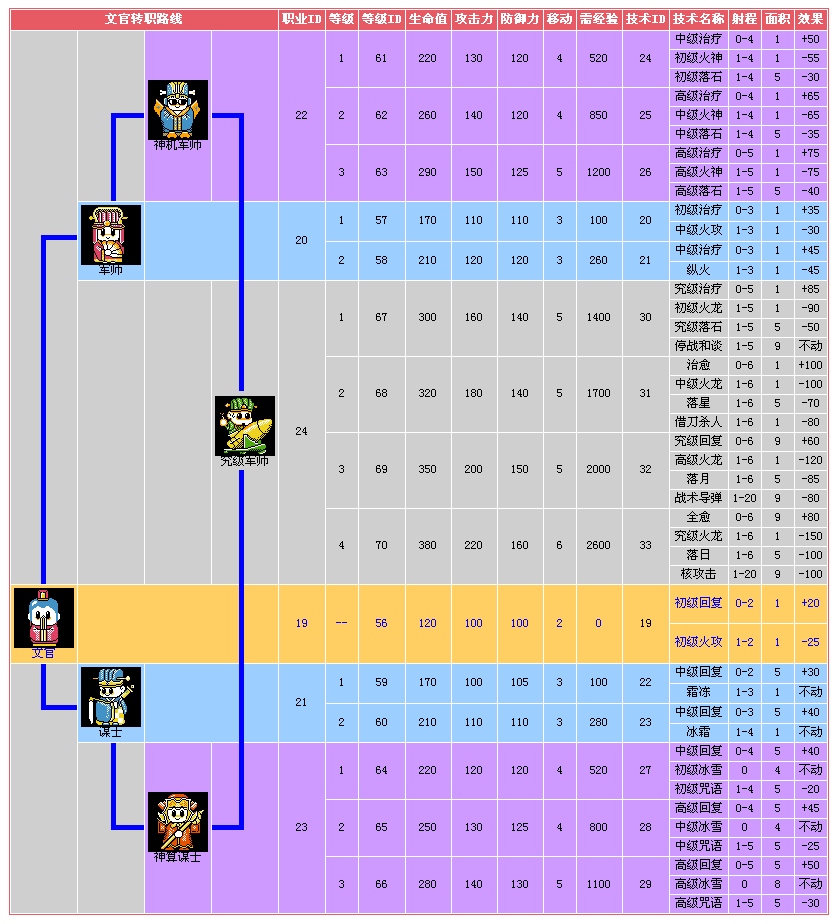 文官转职路线 职业ID 等级 等级ID 生命值 攻击力 防御力 移动 需经验 技术ID 技术名称 射程 面积 效果
神机军师 22 1 61 220 130 120 4 520 24 中级治疗 0-4 1 +50
初级火神 1-4 1 -55
初级落石 1-4 5 -30
2 62 260 140 120 4 850 25 高级治疗 0-4 1 +65
中级火神 1-4 1 -65
中级落石 1-4 5 -35
3 63 290 150 125 5 1200 26 高级治疗 0-5 1 +75
高级火神 1-5 1 -75
高级落石 1-5 5 -40
军师 20 1 57 170 110 110 3 100 20 初级治疗 0-3 1 +35
中级火攻 1-3 1 -30
2 58 210 120 120 3 260 21 中级治疗 0-3 1 +45
纵火 1-3 1 -45
究级军师 24 1 67 300 160 140 5 1400 30 究级治疗 0-5 1 +85
初级火龙 1-5 1 -90
究级落石 1-5 5 -50
停战和谈 1-5 9 不动
2 68 320 180 140 5 1700 31 治愈 0-6 1 +100
中级火龙 1-6 1 -100
落星 1-6 5 -70
借刀杀人 1-6 1 -80
3 69 350 200 150 5 2000 32 究级回复 0-6 9 +60
高级火龙 1-6 1 -120
落月 1-6 5 -85
战术导弹 1-20 9 -80
4 70 380 220 160 6 2600 33 全愈 0-6 9 +80
究级火龙 1-6 1 -150
落日 1-6 5 -100
核攻击 1-20 9 -100
文官 19 -- 56 120 100 100 2 0 19 初级回复 0-2 1 +20
初级火攻 1-2 1 -25
谋士 21 1 59 170 100 105 3 100 22 中级回复 0-2 5 +30
霜冻 1-3 1 不动
2 60 210 110 110 3 280 23 中级回复 0-3 5 +40
冰霜 1-4 1 不动
神算谋士 23 1 64 220 120 120 4 520 27 中级回复 0-4 5 +40
初级冰雪 0 4 不动
初级咒语 1-4 5 -20
2 65 250 130 125 4 800 28 高级回复 0-4 5 +45
中级冰雪 0 4 不动
中级咒语 1-5 5 -25
3 66 280 140 130 5 1100 29 高级回复 0-5 5 +50
高级冰雪 0 8 不动
高级咒语 1-5 5 -30